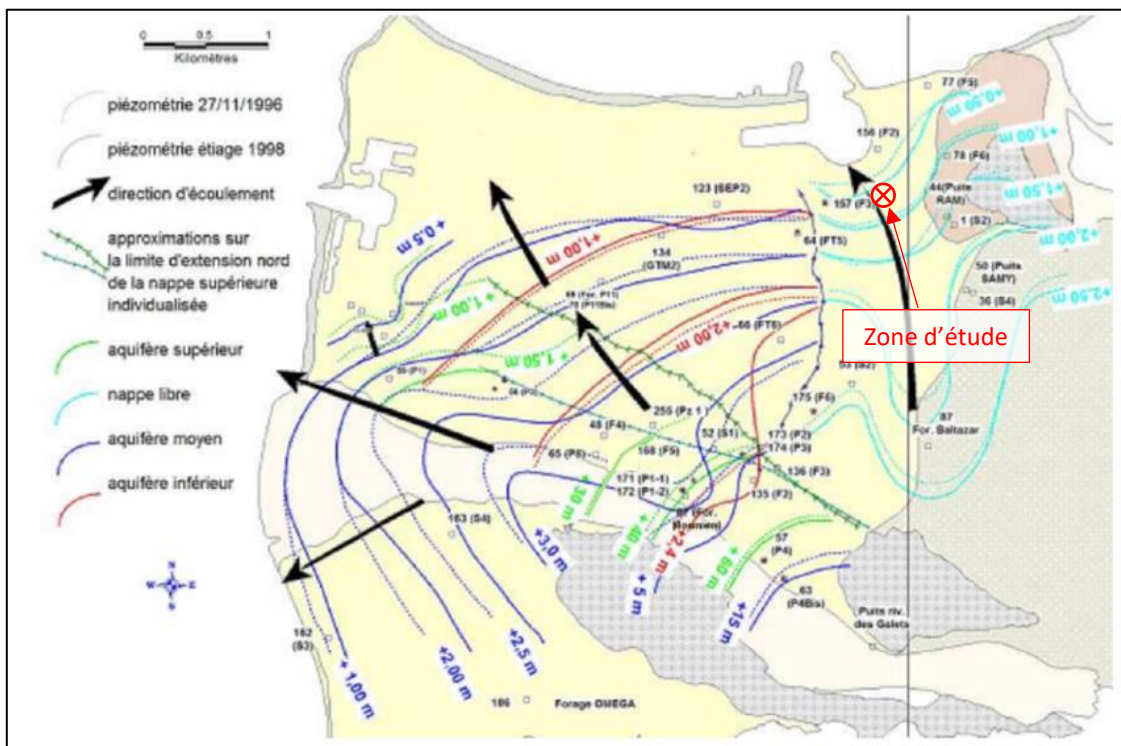 0 0.5 1
Kilomètres
piézométrie 27/11/1996
piézométrie étiage 1998
direction d'écoulement
approximations sur
la limite d'extension nord
de la nappe supérieure
individualisée
aquifère supérieur
nappe libre
aquifère moyen
aquifère inférieur
77 (F5)
+0,50 m
156 (F2)
+1,00 m
78 (F6)
+1,50 m
123 (SEP2)
157 (F3)
44(Puits
RAM)
1 (S2)
+2,00 m
+0.5 m
+1,00 m
64 (FT5)
134
(GTM2)
50 (Puits
SAMY)
36 (S4)
+2,50 m
+1,00 m
+2,00 m
66 (FT6)
Zone d'étude
+1,50 m
175 (F6)
255 (Pz 1)
87
For. Baltazar
48 (F4)
52 (S1)
173 (P2)
174 (P3)
168 (F5)
65 (P8)
136 (F3)
171 (P1-1)
172 (P1-2)
135 (F2)
+30 m
+40 m
+2,4 m
+5 m
+60 m
57
(P4)
163 (S4)
+3,0 m
63
(P4Bis)
+15 m
Puits riv.
des Galets
162
(S3)
+2,5 m
+2,00 m
+1,00 m
186
Forage OMEGA